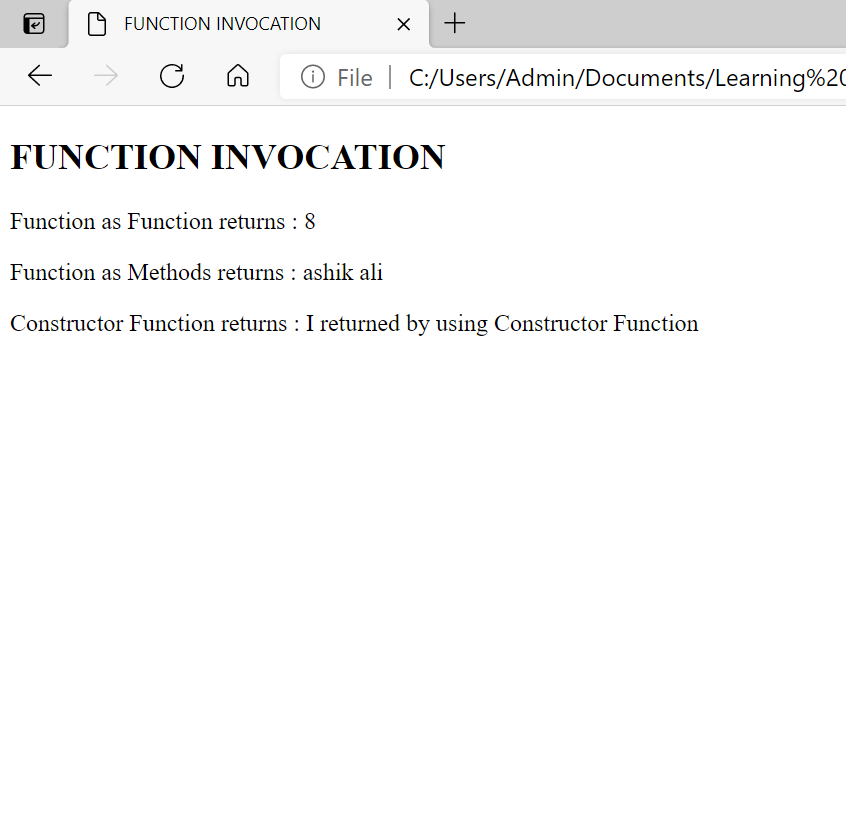 FUNCTION INVOCATION
File | C:/Users/Admin/Documents/Learning%20
FUNCTION INVOCATION
Function as Function returns : 8
Function as Methods returns : ashik ali
Constructor Function returns : I returned by using Constructor Function